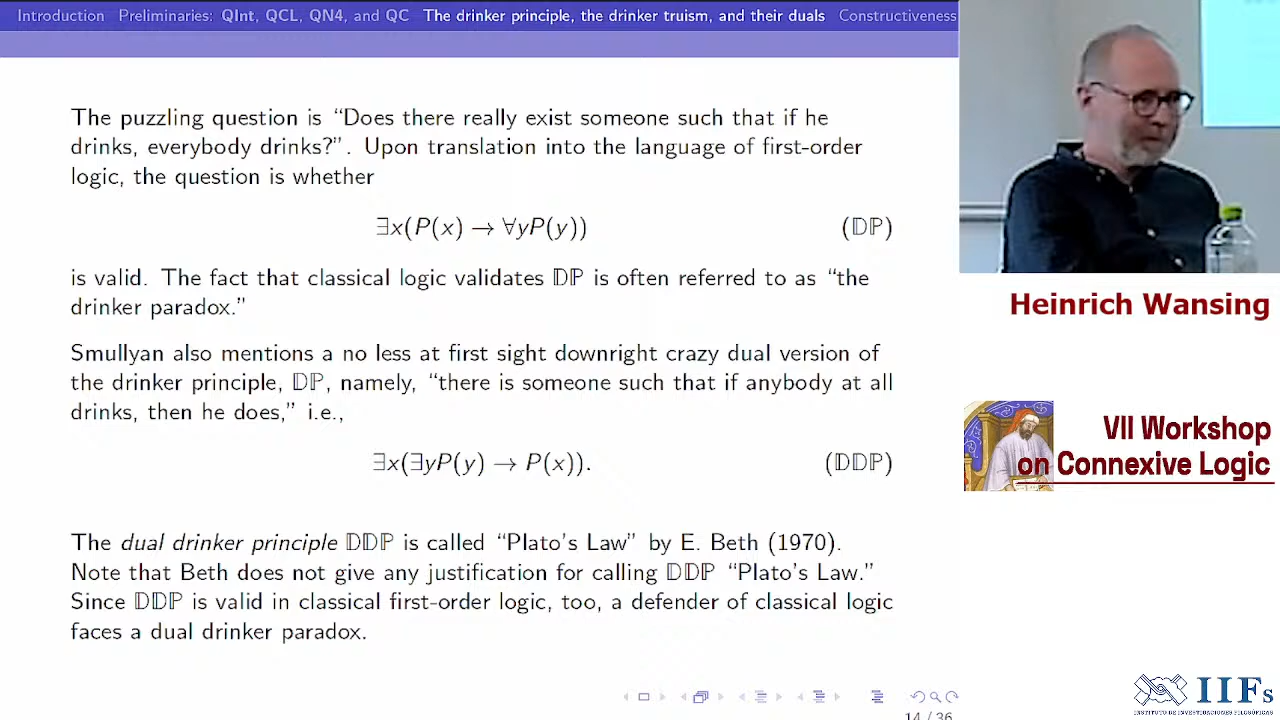 Introduction Preliminaries: QInt, QCL, QN4, and QC The drinker principle, the drinker truism, and their duals Constructiveness
The puzzling question is “Does there really exist someone such that if he
drinks, everybody drinks?”. Upon translation into the language of first-order
logic, the question is whether
∃x(P(x) → ∀yP(y)) (𝔻ℙ)
is valid. The fact that classical logic validates 𝔻ℙ is often referred to as “the
drinker paradox.”
Smullyan also mentions a no less at first sight downright crazy dual version of
the drinker principle, 𝔻ℙ, namely, “there is someone such that if anybody at all
drinks, then he does,” i.e.,
∃x(∃yP(y) → P(x)). (𝔻𝔻ℙ)
The dual drinker principle 𝔻𝔻ℙ is called “Plato’s Law” by E. Beth (1970).
Note that Beth does not give any justification for calling 𝔻𝔻ℙ “Plato’s Law.”
Since 𝔻𝔻ℙ is valid in classical first-order logic, too, a defender of classical logic
faces a dual drinker paradox.
14 / 36
Heinrich Wansing
VII Workshop
on Connexive Logic
IIFs
INSTITUTO DE INVESTIGACIONES FILOSÓFICAS